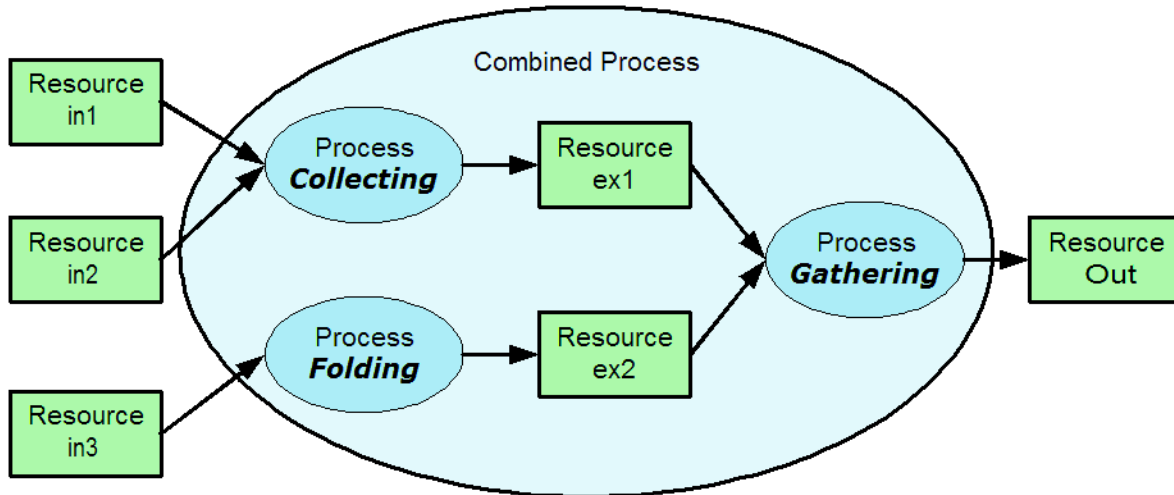 Combined Process
Resource
in1
Resource
in2
Resource
in3
Process
Collecting
Process
Folding
Resource
ex1
Resource
ex2
Process
Gathering
Resource
Out